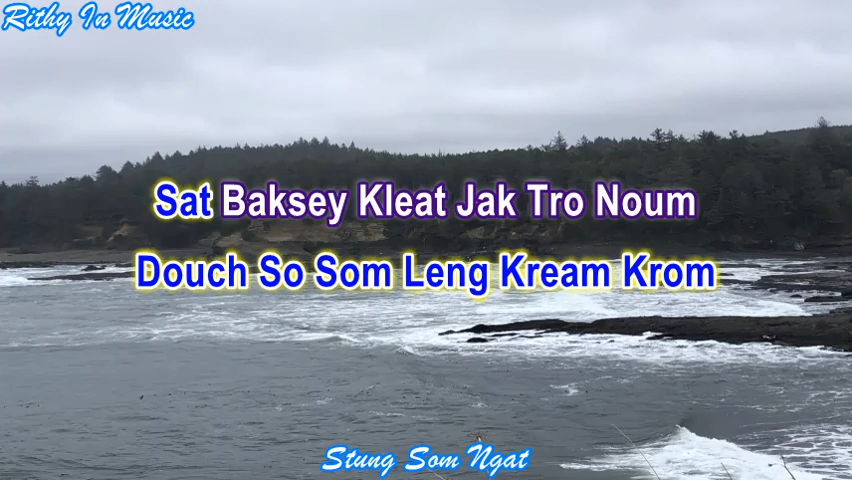 Rithy In Music
Sat Baksey Kleat Jak Tro Noum
Douch So Som Leng Kream Krom
Stung Som Ngat